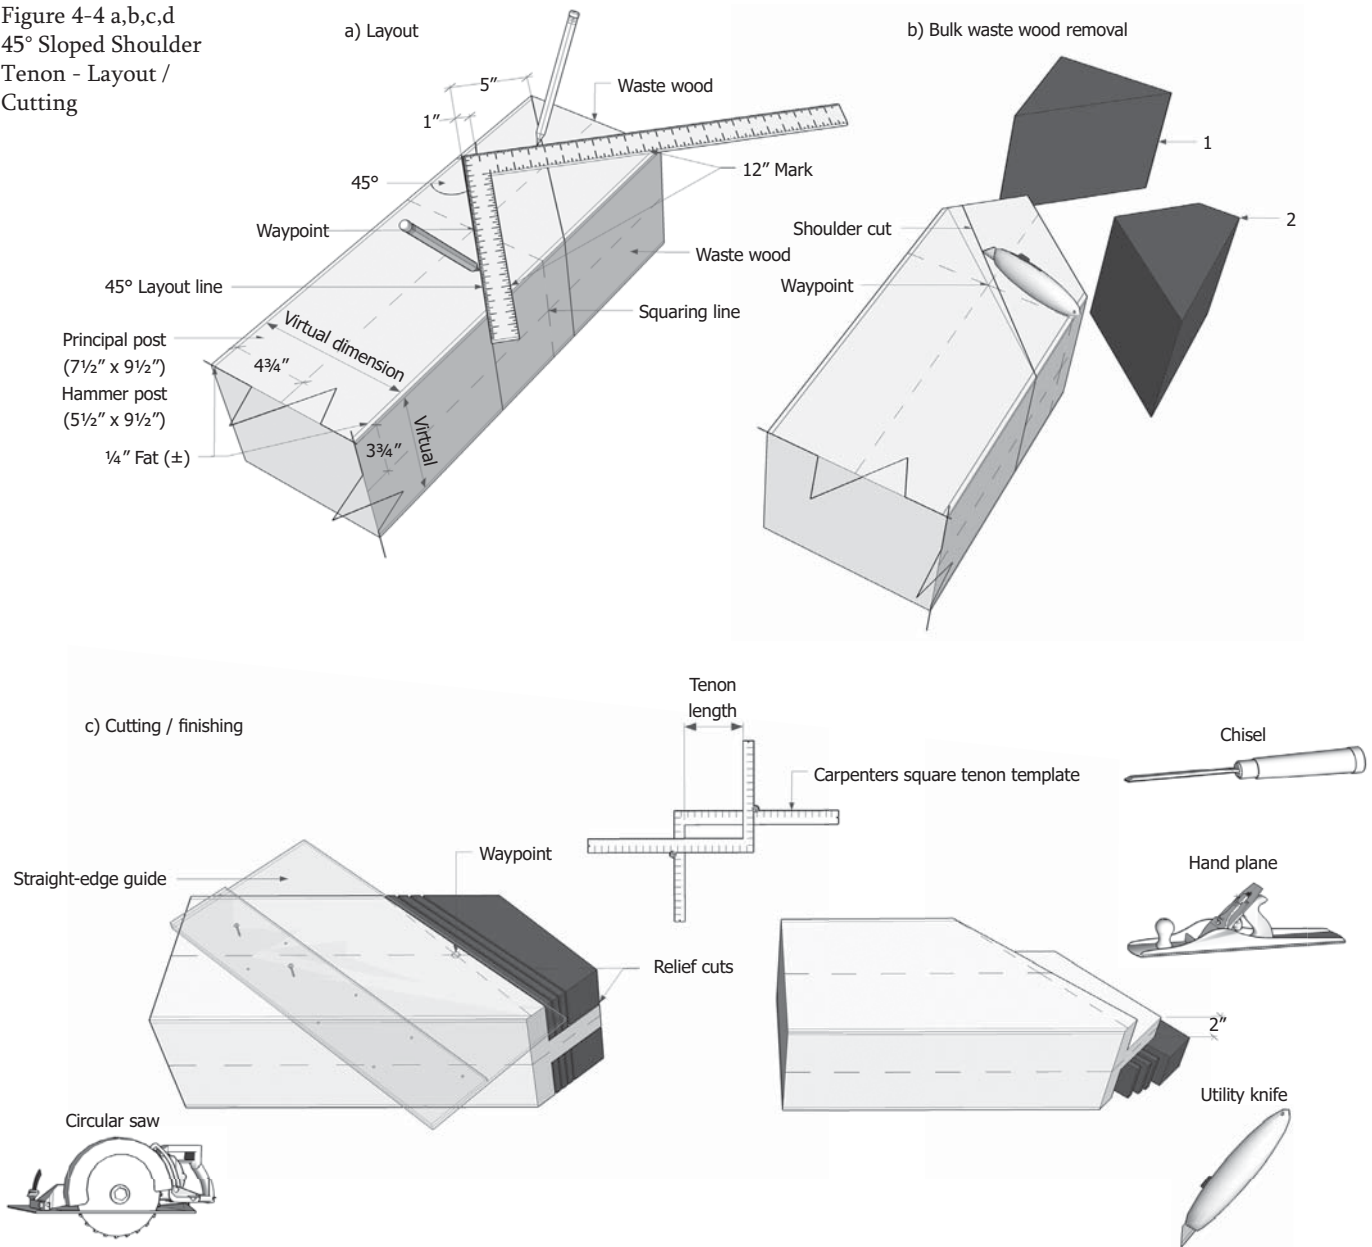 Figure 4-4 a,b,c,d
45° Sloped Shoulder
Tenon - Layout /
Cutting
a) Layout
5″
Waste wood
1″
45°
12″ Mark
Waypoint
Waste wood
45° Layout line
Squaring line
Virtual dimension
Principal post
(7½″ x 9½″)
4¾″
Hammer post
(5½″ x 9½″)
Virtual
3¾″
¼″ Fat (±)
b) Bulk waste wood removal
1
2
Shoulder cut
Waypoint
c) Cutting / finishing
Tenon
length
Carpenters square tenon template
Waypoint
Straight-edge guide
Relief cuts
Circular saw
Chisel
Hand plane
2″
Utility knife